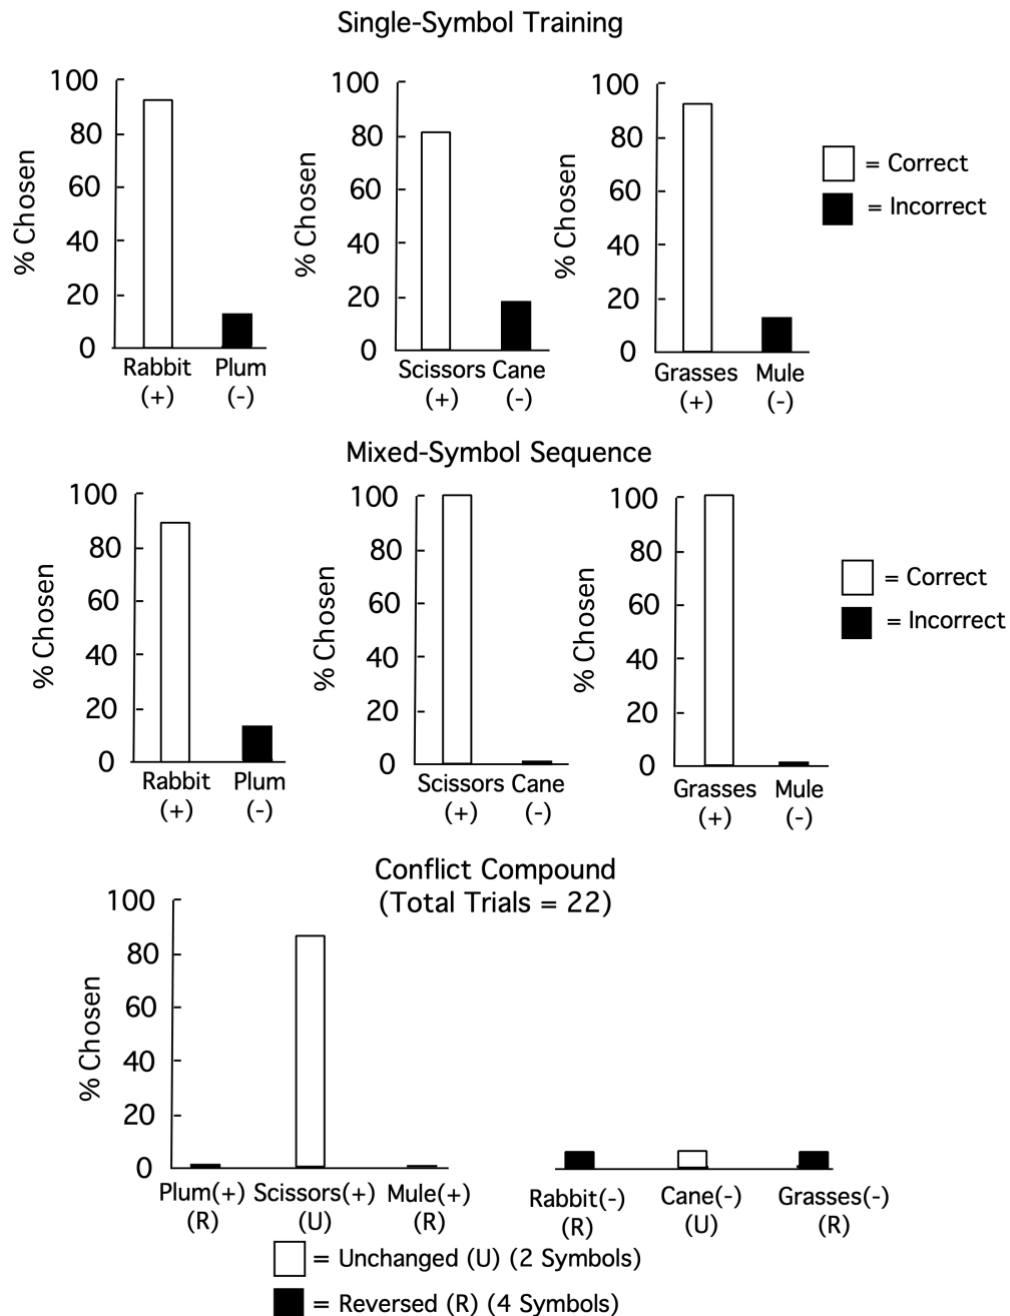 Single-Symbol Training
100
80
60
40
20
0
% Chosen
Rabbit Plum
(+) (-)
100
80
60
40
20
0
% Chosen
Scissors Cane
(+) (-)
100
80
60
40
20
0
% Chosen
Grasses Mule
(+) (-)
= Correct
= Incorrect
Mixed-Symbol Sequence
100
80
60
40
20
0
% Chosen
Rabbit Plum
(+) (-)
100
80
60
40
20
0
% Chosen
Scissors Cane
(+) (-)
100
80
60
40
20
0
% Chosen
Grasses Mule
(+) (-)
= Correct
= Incorrect
Conflict Compound
(Total Trials = 22)
100
80
60
40
20
0
% Chosen
Plum(+) Scissors(+) Mule(+)
(R) (U) (R)
Rabbit(-) Cane(-) Grasses(-)
(R) (U) (R)
= Unchanged (U) (2 Symbols)
= Reversed (R) (4 Symbols)